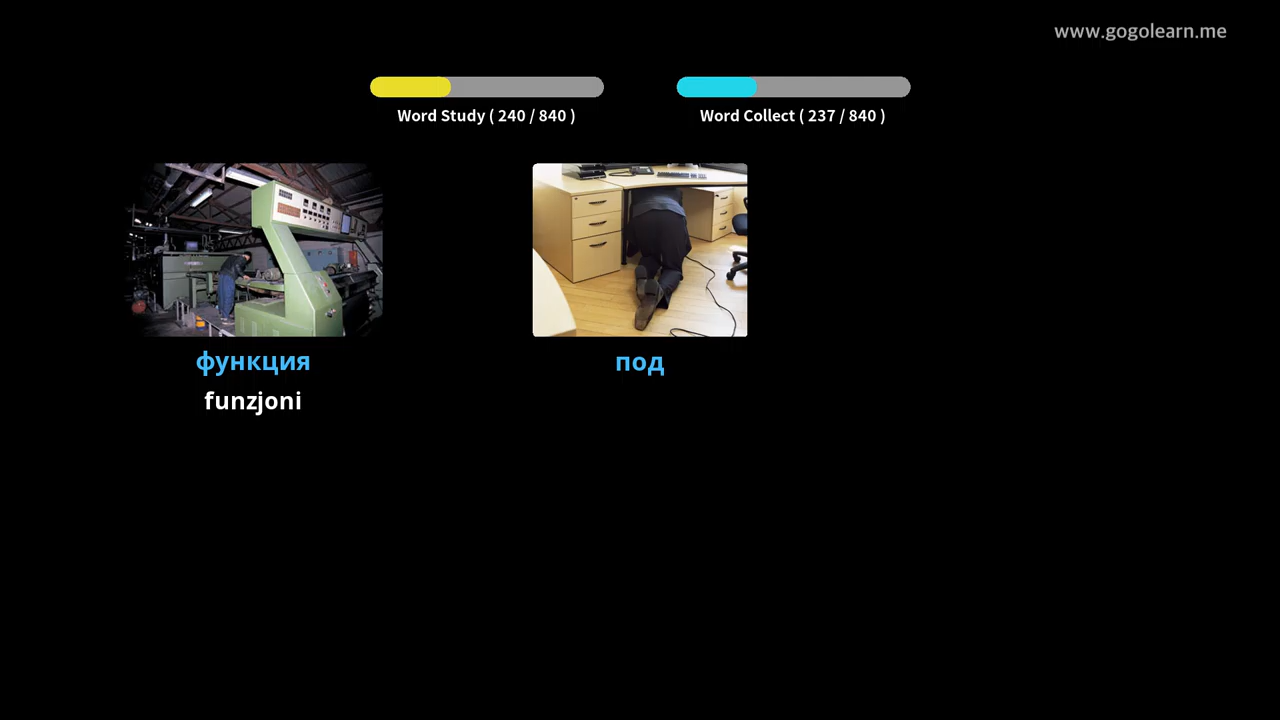 www.gogolearn.me
Word Study ( 240 / 840 )
Word Collect ( 237 / 840 )
функция
под
funzjoni